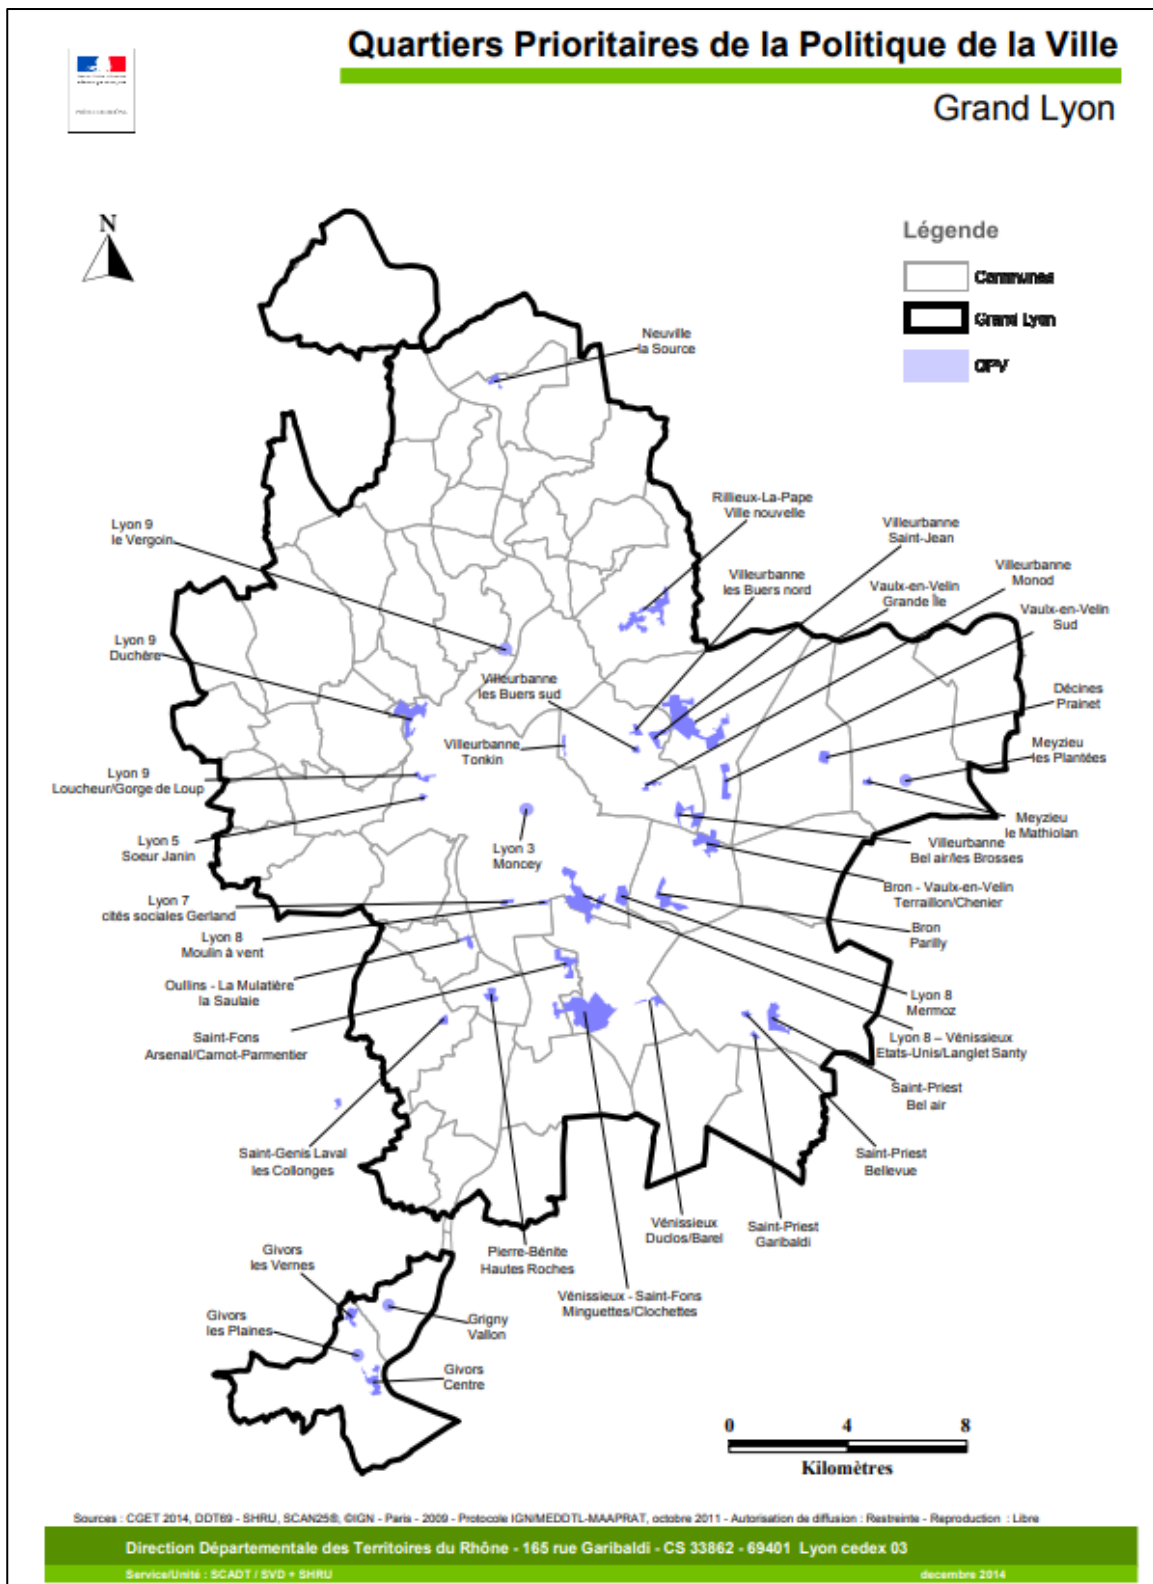 Quartiers Prioritaires de la Politique de la Ville
Grand Lyon
N
Légende
Communes
Grand Lyon
QPV
Neuville
la Source
Rillieux-La-Pape
Ville nouvelle
Villeurbanne
Saint-Jean
Lyon 9
le Vergoin
Villeurbanne
les Buers nord
Villeurbanne
Monod
Vaulx-en-Velin
Grande Île
Vaulx-en-Velin
Sud
Lyon 9
Duchère
Villeurbanne
les Buers sud
Décines
Prainet
Villeurbanne
Tonkin
Meyzieu
les Plantées
Lyon 9
Loucheur/Gorge de Loup
Meyzieu
le Mathiolan
Lyon 5
Soeur Janin
Lyon 3
Moncey
Villeurbanne
Bel air/les Brosses
Bron - Vaulx-en-Velin
Terraillon/Chenier
Lyon 7
cités sociales Gerland
Bron
Parilly
Lyon 8
Moulin à vent
Oullins - La Mulatière
la Saulaie
Lyon 8
Mermoz
Saint-Fons
Arsenal/Carnot-Parmentier
Lyon 8 – Vénissieux
Etats-Unis/Langlet Santy
Saint-Priest
Bel air
Saint-Genis Laval
les Collonges
Saint-Priest
Bellevue
Vénissieux
Duclos/Barel
Saint-Priest
Garibaldi
Givors
les Vernes
Pierre-Bénite
Hautes Roches
Vénissieux - Saint-Fons
Minguettes/Clochettes
Givors
les Plaines
Grigny
Vallon
Givors
Centre
0 4 8
Kilomètres
Sources : CGET 2014, DDT69 - SHRU, SCAN25®, ©IGN - Paris - 2009 - Protocole IGN/MEDDTL-MAAPRAT, octobre 2011 - Autorisation de diffusion : Restreinte - Reproduction : Libre
Direction Départementale des Territoires du Rhône - 165 rue Garibaldi - CS 33862 - 69401 Lyon cedex 03
Service/Unité : SCADT / SVD + SHRU
decembre 2014